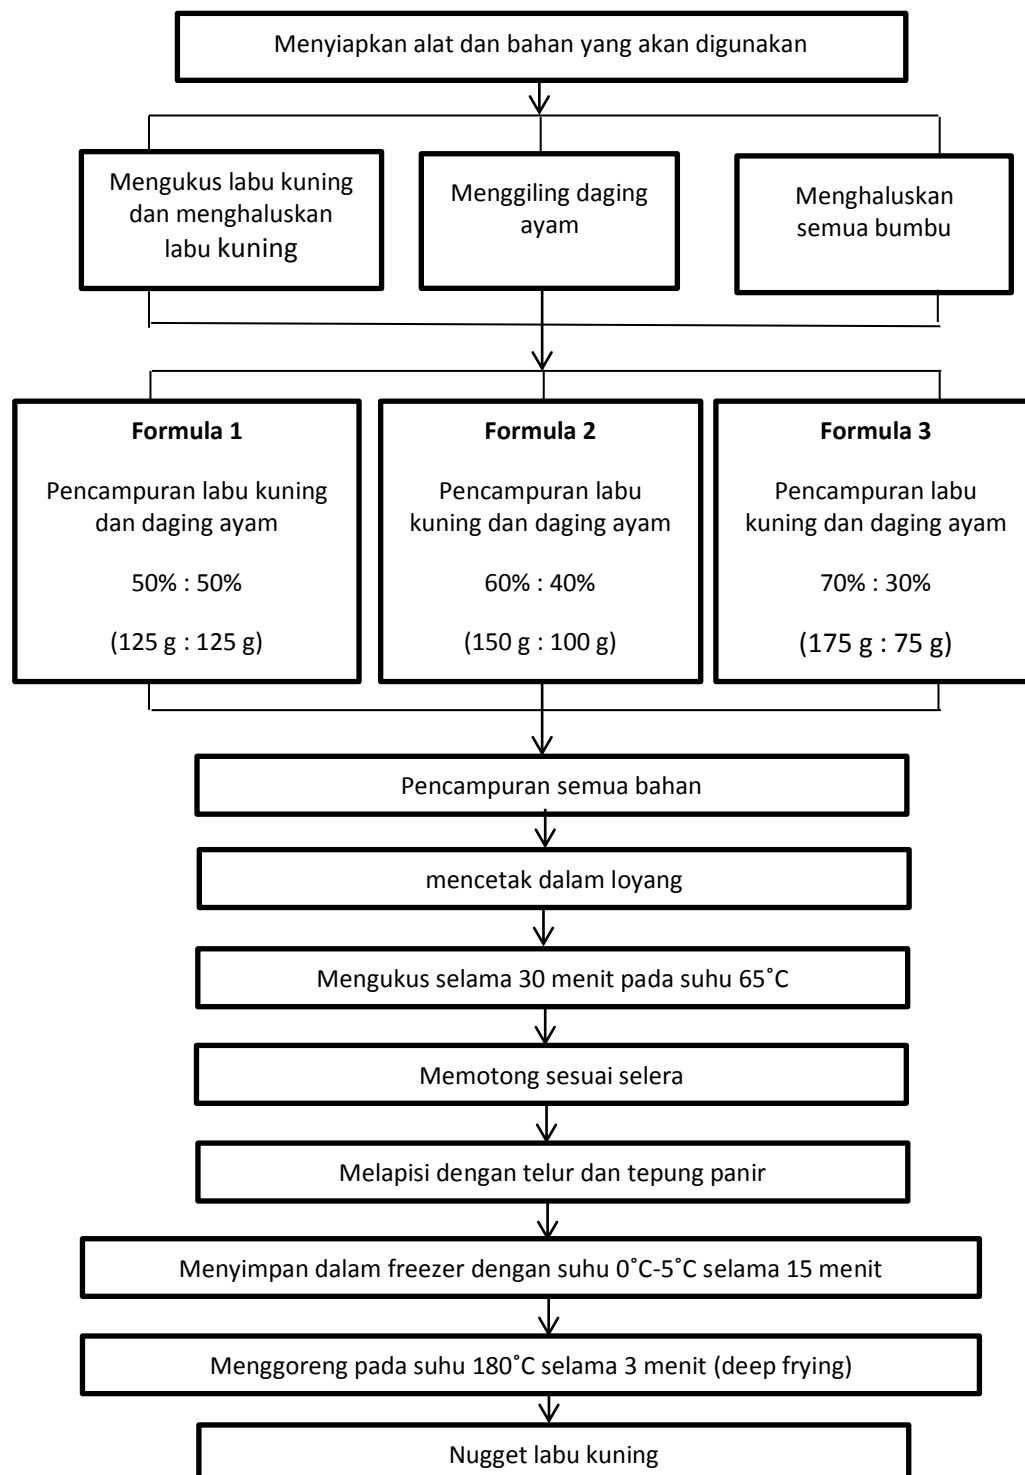 Menyiapkan alat dan bahan yang akan digunakan
Mengukus labu kuning
dan menghaluskan
labu kuning
Menggiling daging
ayam
Menghaluskan
semua bumbu
Formula 1
Pencampuran labu kuning
dan daging ayam
50% : 50%
(125 g : 125 g)
Formula 2
Pencampuran labu
kuning dan daging ayam
60% : 40%
(150 g : 100 g)
Formula 3
Pencampuran labu
kuning dan daging ayam
70% : 30%
(175 g : 75 g)
Pencampuran semua bahan
mencetak dalam loyang
Mengukus selama 30 menit pada suhu 65˚C
Memotong sesuai selera
Melapisi dengan telur dan tepung panir
Menyimpan dalam freezer dengan suhu 0˚C-5˚C selama 15 menit
Menggoreng pada suhu 180˚C selama 3 menit (deep frying)
Nugget labu kuning